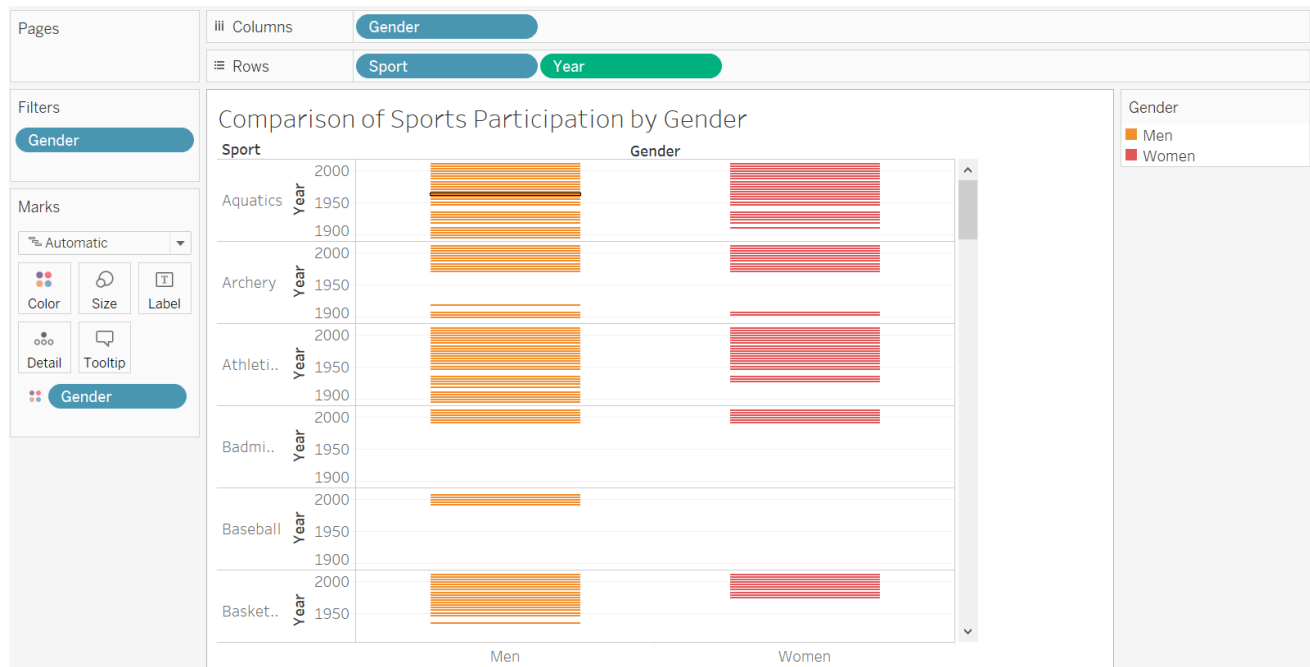 Pages
iii Columns Gender
Rows Sport Year
Filters
Gender
Marks
Automatic
Color Size Label
Detail Tooltip
Gender
Comparison of Sports Participation by Gender
Sport Gender
Aquatics Year 2000 1950 1900
Archery Year 2000 1950 1900
Athleti.. Year 2000 1950 1900
Badmi.. Year 2000 1950 1900
Baseball Year 2000 1950 1900
Basket.. Year 2000 1950
Men Women
Gender
Men
Women